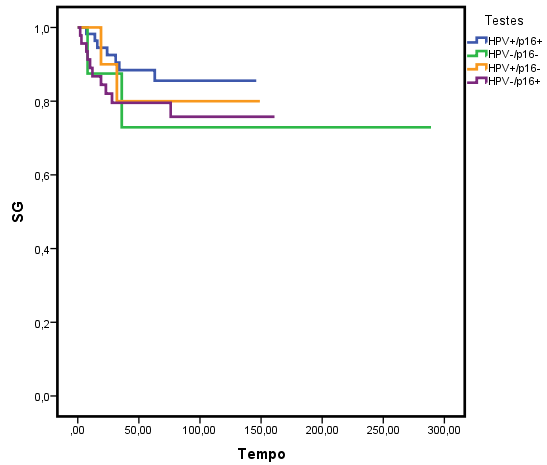 Testes
HPV+/p16+
HPV-/p16-
HPV+/p16-
HPV-/p16+
1,0
0,8
0,6
0,4
0,2
0,0
SG
,00 50,00 100,00 150,00 200,00 250,00 300,00
Tempo